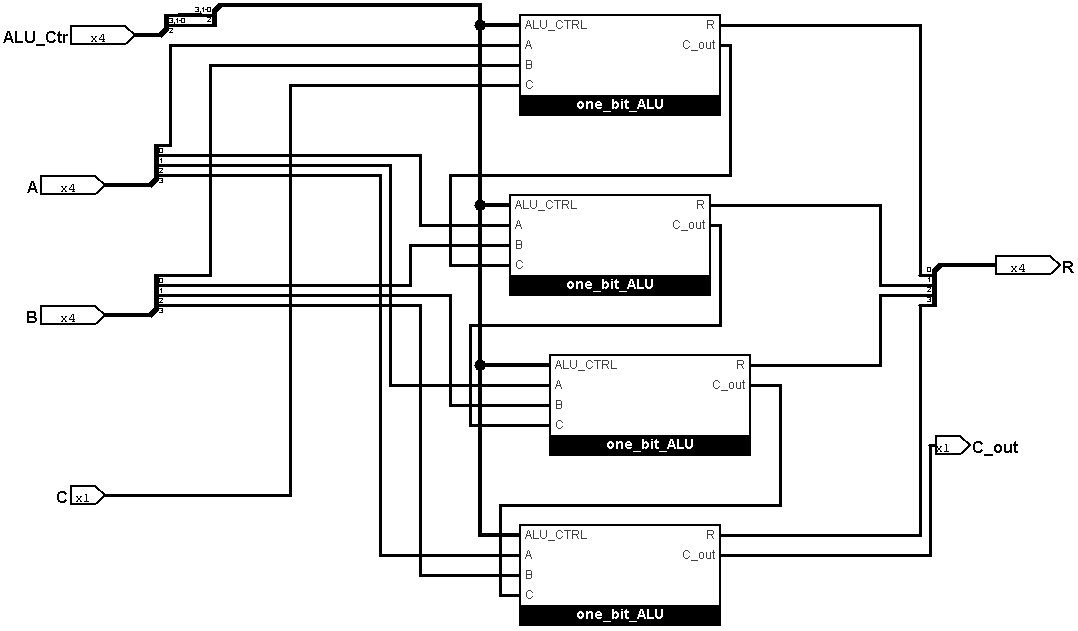 3,1-0
2
3,1-0
2
ALU_Ctr x4
ALU_CTRL R
A C_out
B
C
one_bit_ALU
0
1
2
3
A x4
ALU_CTRL R
A C_out
B
C
one_bit_ALU
0
1
2
3
x4 R
0
1
2
3
B x4
ALU_CTRL R
A C_out
B
C
one_bit_ALU
x1 C_out
C x1
ALU_CTRL R
A C_out
B
C
one_bit_ALU